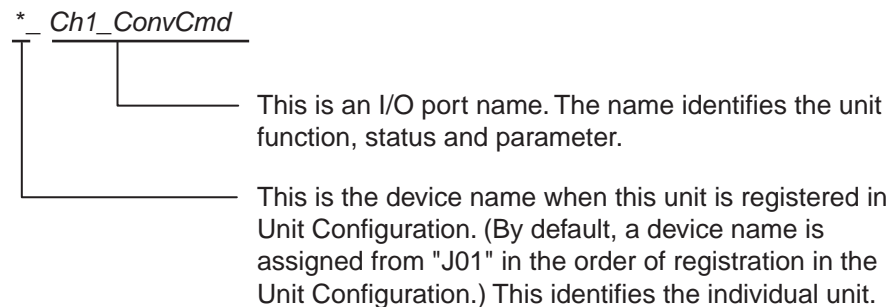 *_ Ch1_ConvCmd
This is an I/O port name. The name identifies the unit
function, status and parameter.
This is the device name when this unit is registered in
Unit Configuration. (By default, a device name is
assigned from "J01" in the order of registration in the
Unit Configuration.) This identifies the individual unit.